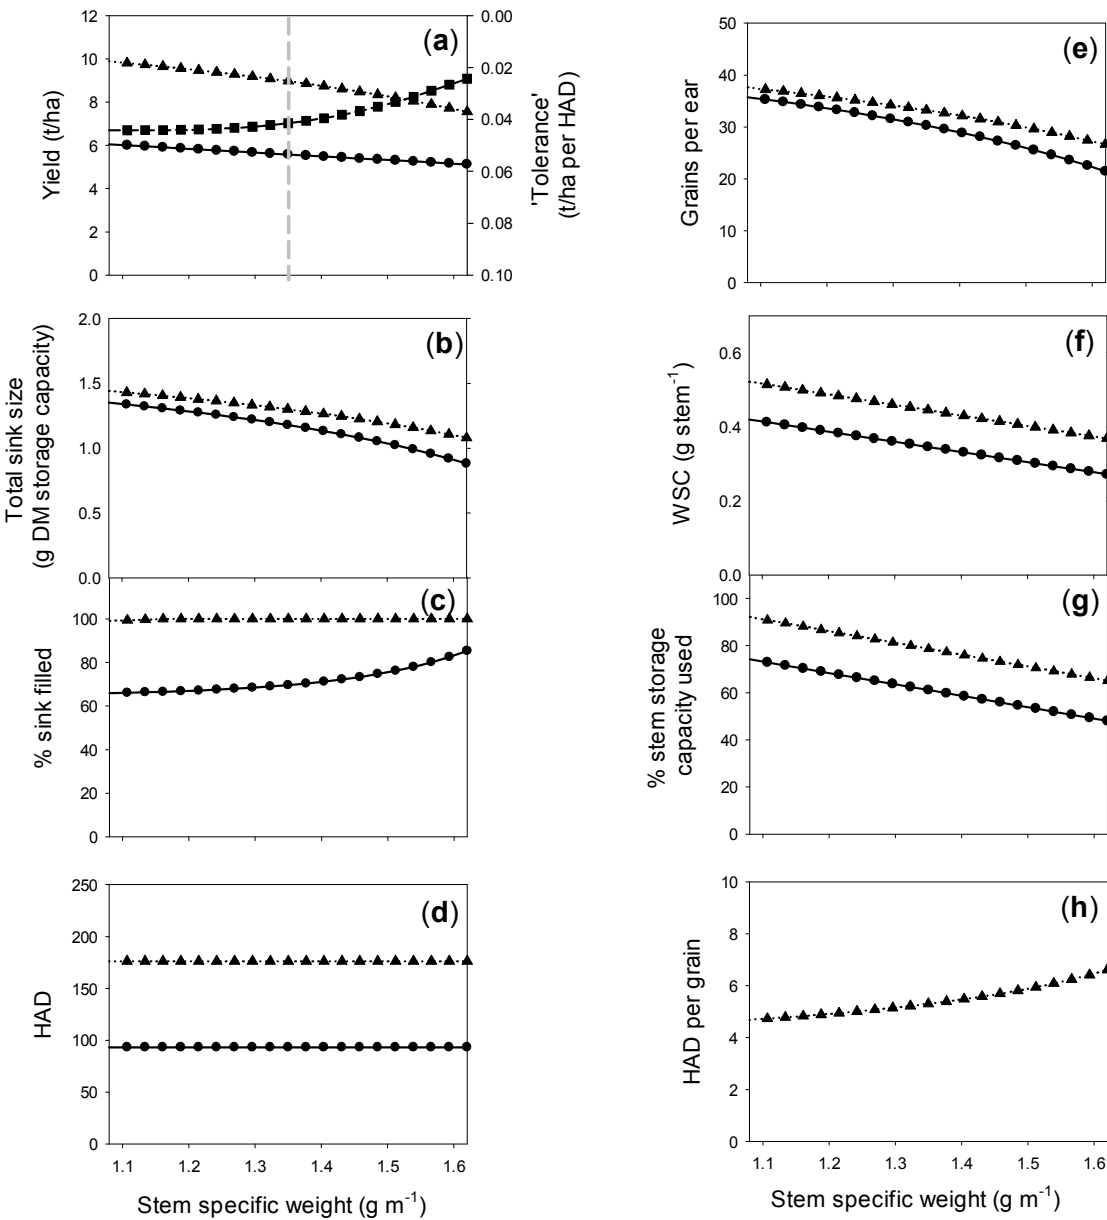 12
10
8
6
4
2
0
Yield (t/ha)
(a)
0.00
0.02
0.04
0.06
0.08
0.10
'Tolerance'
(t/ha per HAD)
50
40
30
20
10
0
Grains per ear
(e)
2.0
1.5
1.0
0.5
0.0
Total sink size
(g DM storage capacity)
(b)
0.6
0.4
0.2
0.0
WSC (g stem⁻¹)
(f)
100
80
60
40
20
0
% sink filled
(c)
100
80
60
40
20
0
% stem storage
capacity used
(g)
250
200
150
100
50
0
HAD
(d)
1.1 1.2 1.3 1.4 1.5 1.6
Stem specific weight (g m⁻¹)
10
8
6
4
2
0
HAD per grain
(h)
1.1 1.2 1.3 1.4 1.5 1.6
Stem specific weight (g m⁻¹)